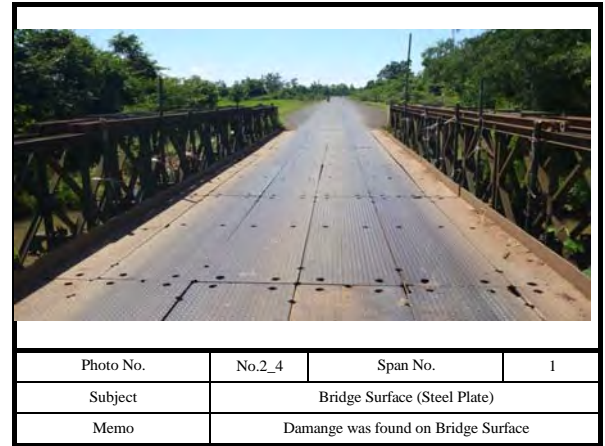 Photo No. No.2_4 Span No. 1
Subject Bridge Surface (Steel Plate)
Memo Damange was found on Bridge Surface